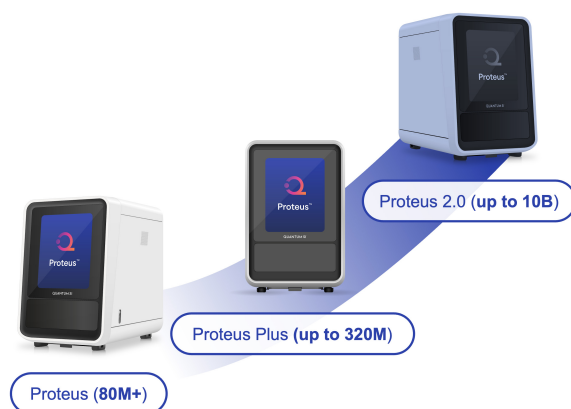 Proteus™
QUANTUM-SI
Proteus 2.0 (up to 10B)
Proteus™
QUANTUM-SI
Proteus Plus (up to 320M)
Proteus™
QUANTUM-SI
Proteus (80M+)